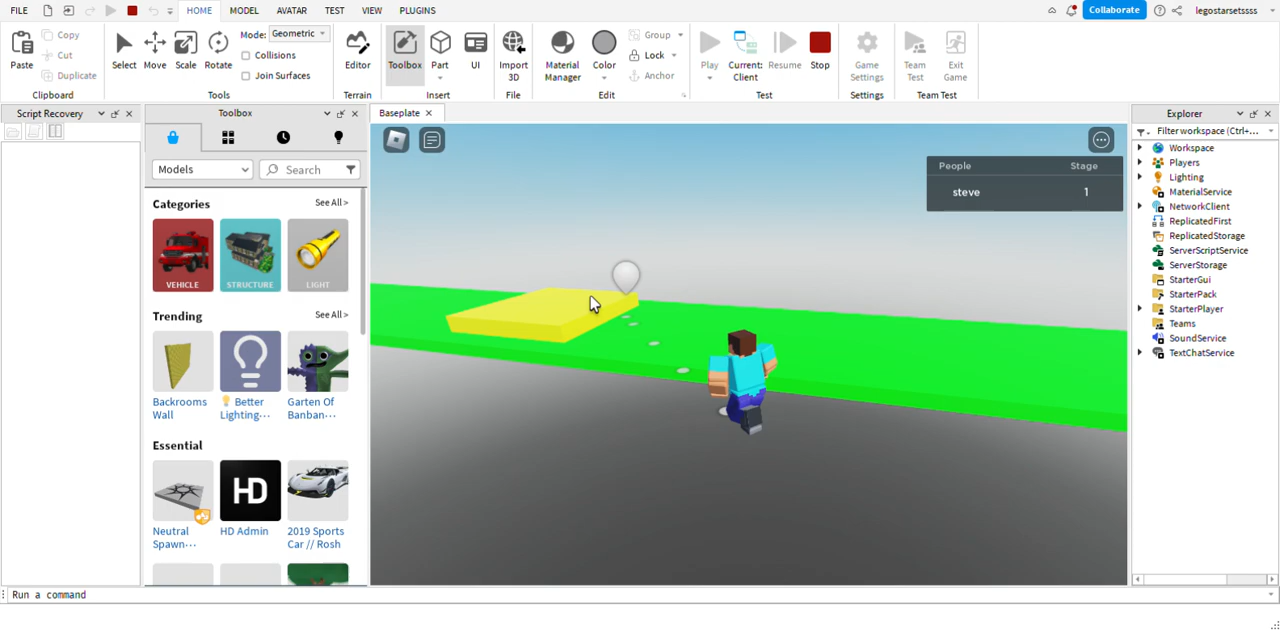 FILE HOME MODEL AVATAR TEST VIEW PLUGINS Collaborate legostarsetssss
Paste Copy Cut Duplicate Select Move Scale Rotate Mode: Geometric Collisions Join Surfaces Editor Toolbox Part UI Import 3D Material Manager Color Group Lock Anchor Play Current: Client Resume Stop Game Settings Team Test Exit Game
Clipboard Tools Terrain Insert File Edit Test Settings Team Test
Script Recovery
Toolbox
Models Search
Categories See All >
VEHICLE STRUCTURE LIGHT
Trending See All >
Backrooms Wall
Better Lighting...
Garten Of Banban...
Essential See All >
HD
Neutral Spawn...
HD Admin
2019 Sports Car // Rosh
Baseplate
People Stage
steve 1
Explorer
Filter workspace (Ctrl+...
Workspace
Players
Lighting
MaterialService
NetworkClient
ReplicatedFirst
ReplicatedStorage
ServerScriptService
ServerStorage
StarterGui
StarterPack
StarterPlayer
Teams
SoundService
TextChatService
Run a command